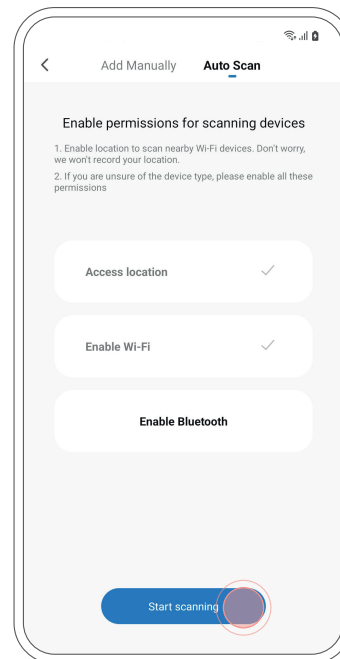 Add Manually Auto Scan
Enable permissions for scanning devices
1. Enable location to scan nearby Wi-Fi devices. Don't worry,
we won't record your location.
2. If you are unsure of the device type, please enable all these
permissions
Access location
Enable Wi-Fi
Enable Bluetooth
Start scanning